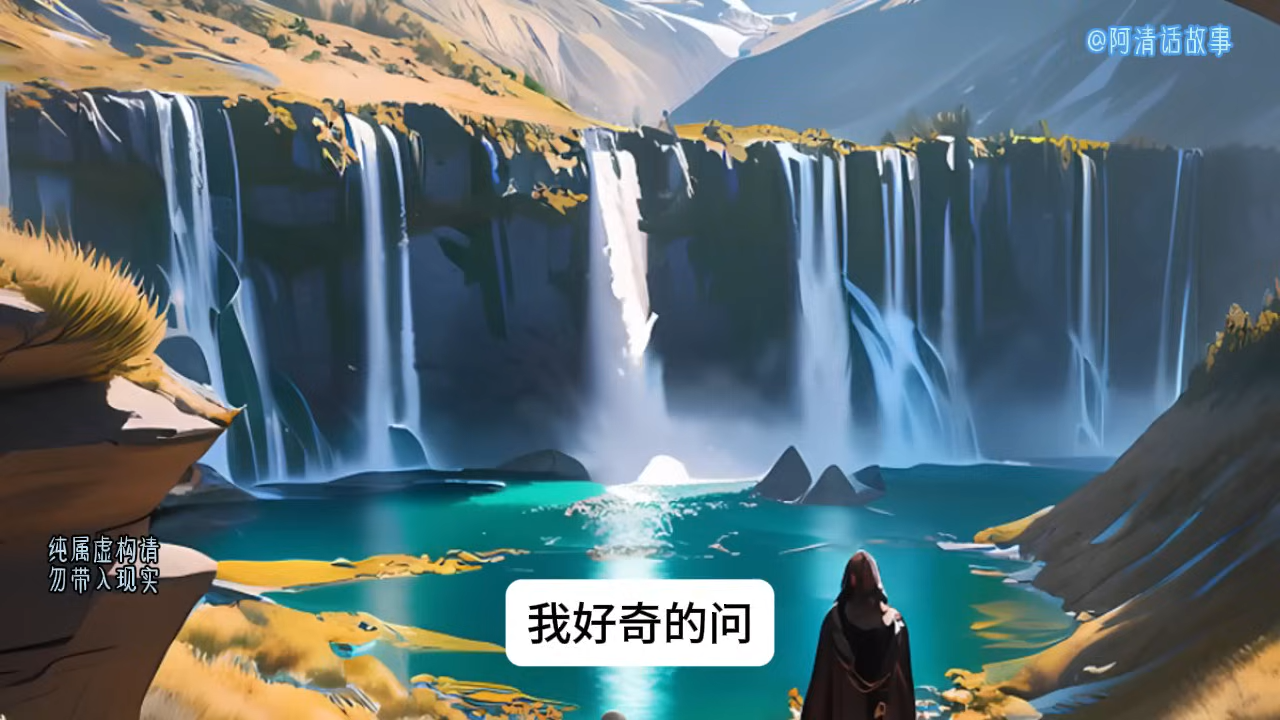 @阿清话故事
纯属虚构请
勿带入现实
我好奇的问